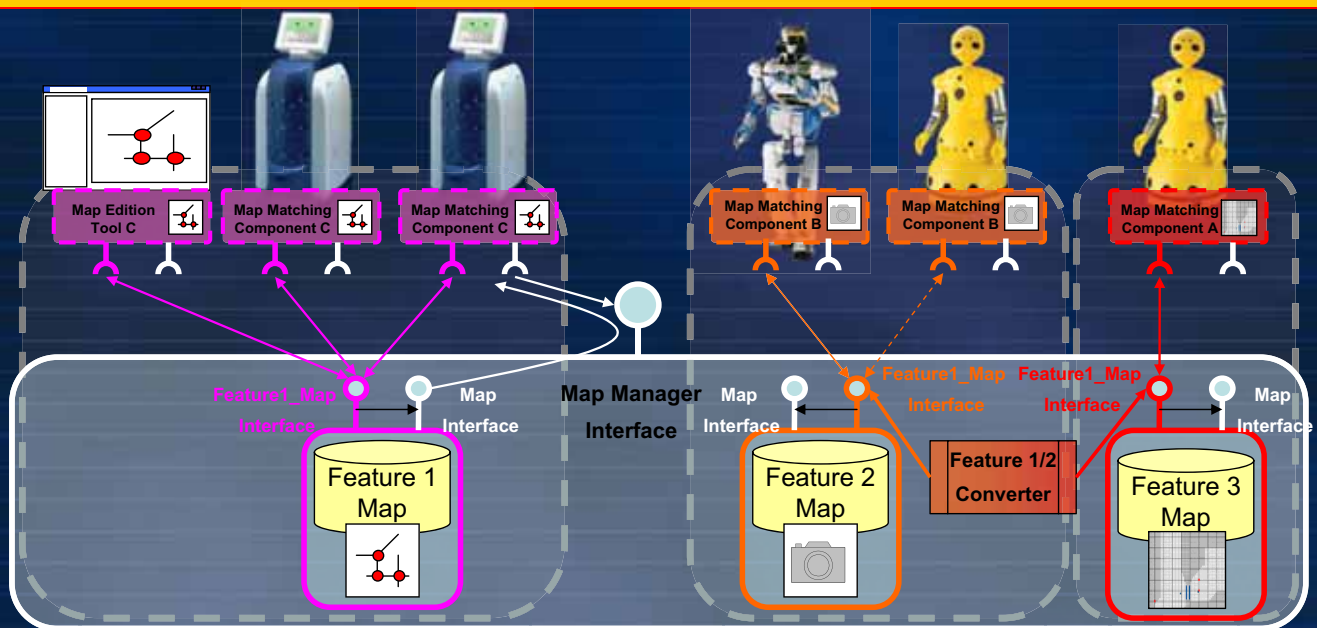 Map Edition
Tool C
Map Matching
Component C
Map Matching
Component C
Map Matching
Component B
Map Matching
Component B
Map Matching
Component A
Feature1_Map
Interface
Map
Interface
Map Manager
Interface
Map
Interface
Feature1_Map
Interface
Feature1_Map
Interface
Map
Interface
Feature 1
Map
Feature 2
Map
Feature 1/2
Converter
Feature 3
Map